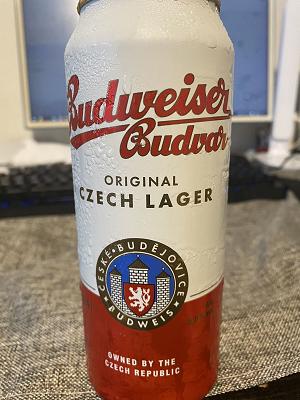 Budweiser
Budvar
ORIGINAL
CZECH LAGER
ČESKÉ • BUDĚJOVICE
BUDWEIS
OWNED BY THE
CZECH REPUBLIC